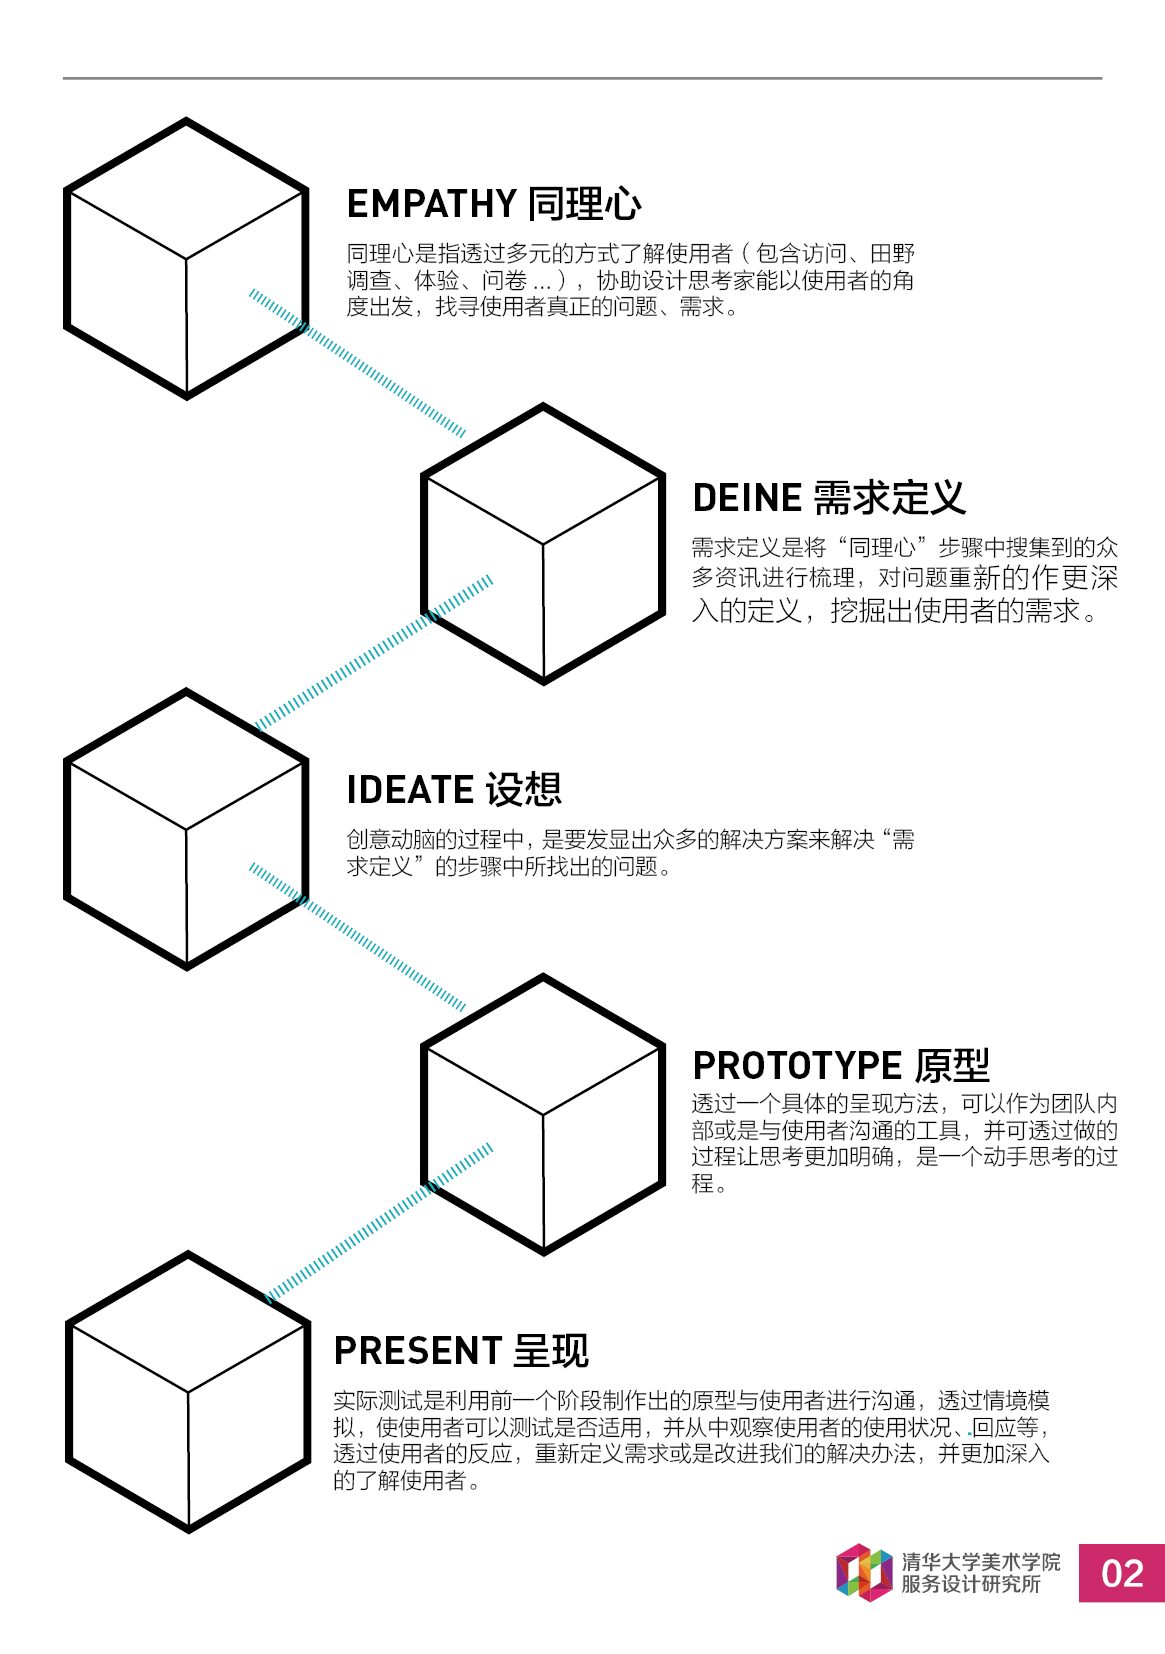 EMPATHY 同理心
同理心是指透过多元的方式了解使用者（包含访问、田野
调查、体验、问卷 ...），协助设计思考家能以使用者的角
度出发，找寻使用者真正的问题、需求。
DEINE 需求定义
需求定义是将“同理心”步骤中搜集到的众
多资讯进行梳理，对问题重新的作更深
入的定义，挖掘出使用者的需求。
IDEATE 设想
创意动脑的过程中，是要发显出众多的解决方案来解决“需
求定义”的步骤中所找出的问题。
PROTOTYPE 原型
透过一个具体的呈现方法，可以作为团队内
部或是与使用者沟通的工具，并可透过做的
过程让思考更加明确，是一个动手思考的过
程。
PRESENT 呈现
实际测试是利用前一个阶段制作出的原型与使用者进行沟通，透过情境模
拟，使使用者可以测试是否适用，并从中观察使用者的使用状况、.回应等，
透过使用者的反应，重新定义需求或是改进我们的解决办法，并更加深入
的了解使用者。
清华大学美术学院
服务设计研究所
02